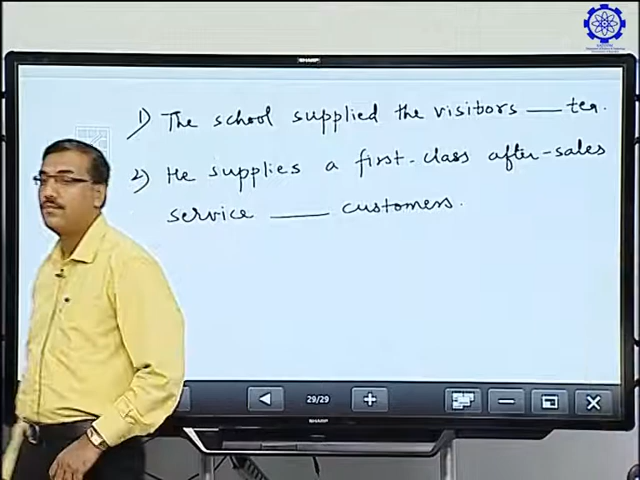 SHARP
1) The school supplied the visitors ___ tea.
2) He supplies a first-class after-sales
service ___ customers.
29/29
SHARP